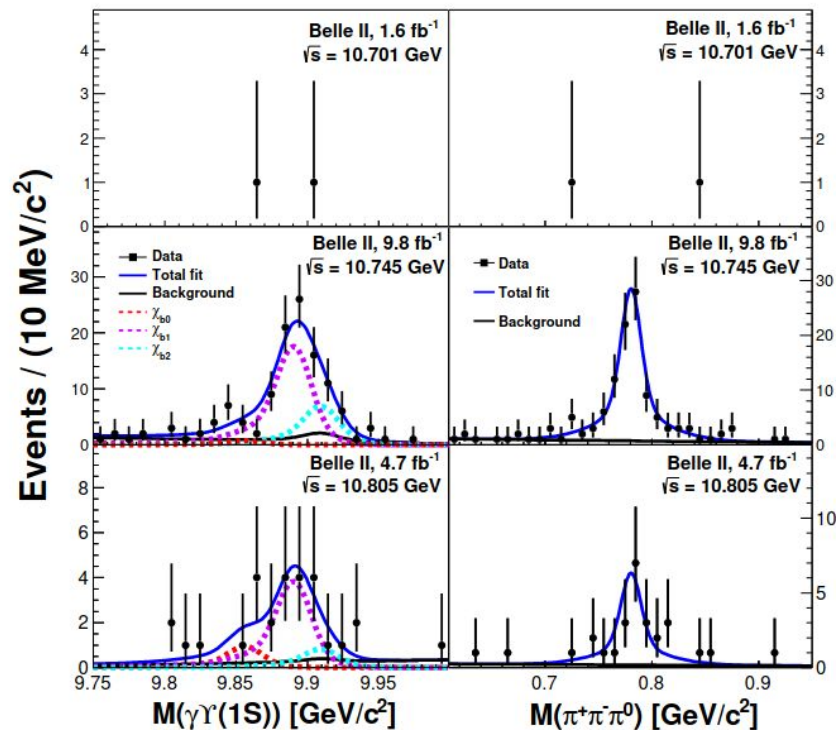 Belle II, 1.6 fb⁻¹
√s = 10.701 GeV
Belle II, 1.6 fb⁻¹
√s = 10.701 GeV
4
3
2
1
0
4
3
2
1
0
Belle II, 9.8 fb⁻¹
√s = 10.745 GeV
Data
Total fit
Background
χb0
χb1
χb2
Belle II, 9.8 fb⁻¹
√s = 10.745 GeV
Data
Total fit
Background
30
20
10
0
30
20
10
0
Belle II, 4.7 fb⁻¹
√s = 10.805 GeV
Belle II, 4.7 fb⁻¹
√s = 10.805 GeV
8
6
4
2
0
10
5
0
Events / (10 MeV/c²)
9.75 9.85 9.91 9.95
0.7 0.8 0.9
M(γΥ(1S)) [GeV/c²]
M(π⁺π⁻π⁰) [GeV/c²]